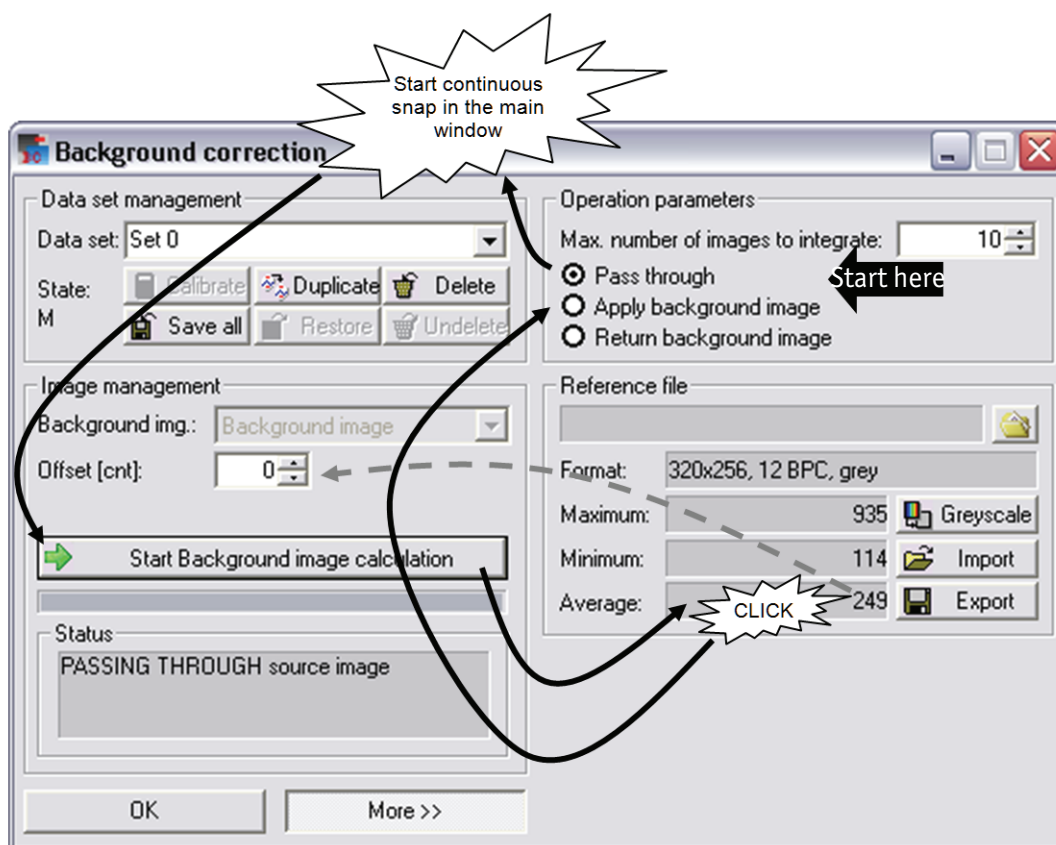 Start continuous
snap in the main
window
Background correction
Data set management
Data set: Set 0
State:
M
Calibrate
Duplicate
Delete
Save all
Restore
Undelete
Operation parameters
Max. number of images to integrate: 10
Pass through
Start here
Apply background image
Return background image
Image management
Background img.: Background image
Offset [cnt]: 0
Start Background image calculation
Status
PASSING THROUGH source image
Reference file
Format: 320x256, 12 BPC, grey
Maximum: 935 Greyscale
Minimum: 114 Import
Average: CLICK 249 Export
OK
More >>